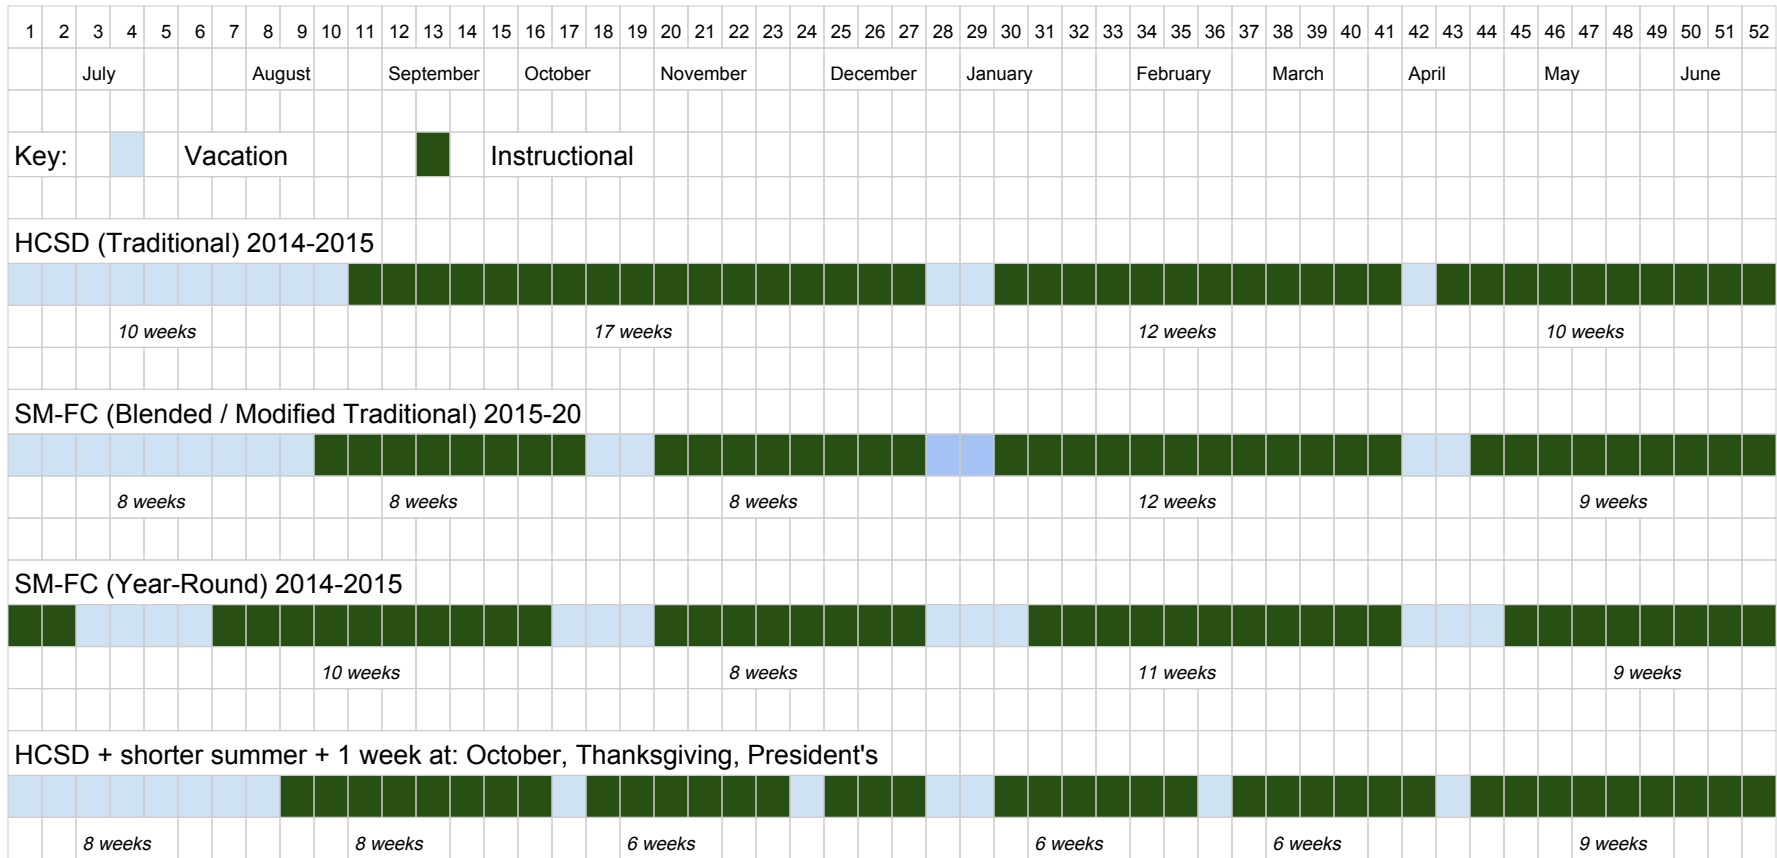 1 2 3 4 5 6 7 8 9 10 11 12 13 14 15 16 17 18 19 20 21 22 23 24 25 26 27 28 29 30 31 32 33 34 35 36 37 38 39 40 41 42 43 44 45 46 47 48 49 50 51 52
July August September October November December January February March April May June
Key: Vacation Instructional
HCSD (Traditional) 2014-2015
10 weeks 17 weeks 12 weeks 10 weeks
SM-FC (Blended / Modified Traditional) 2015-20
8 weeks 8 weeks 8 weeks 12 weeks 9 weeks
SM-FC (Year-Round) 2014-2015
10 weeks 8 weeks 11 weeks 9 weeks
HCSD + shorter summer + 1 week at: October, Thanksgiving, President's
8 weeks 8 weeks 6 weeks 6 weeks 6 weeks 9 weeks